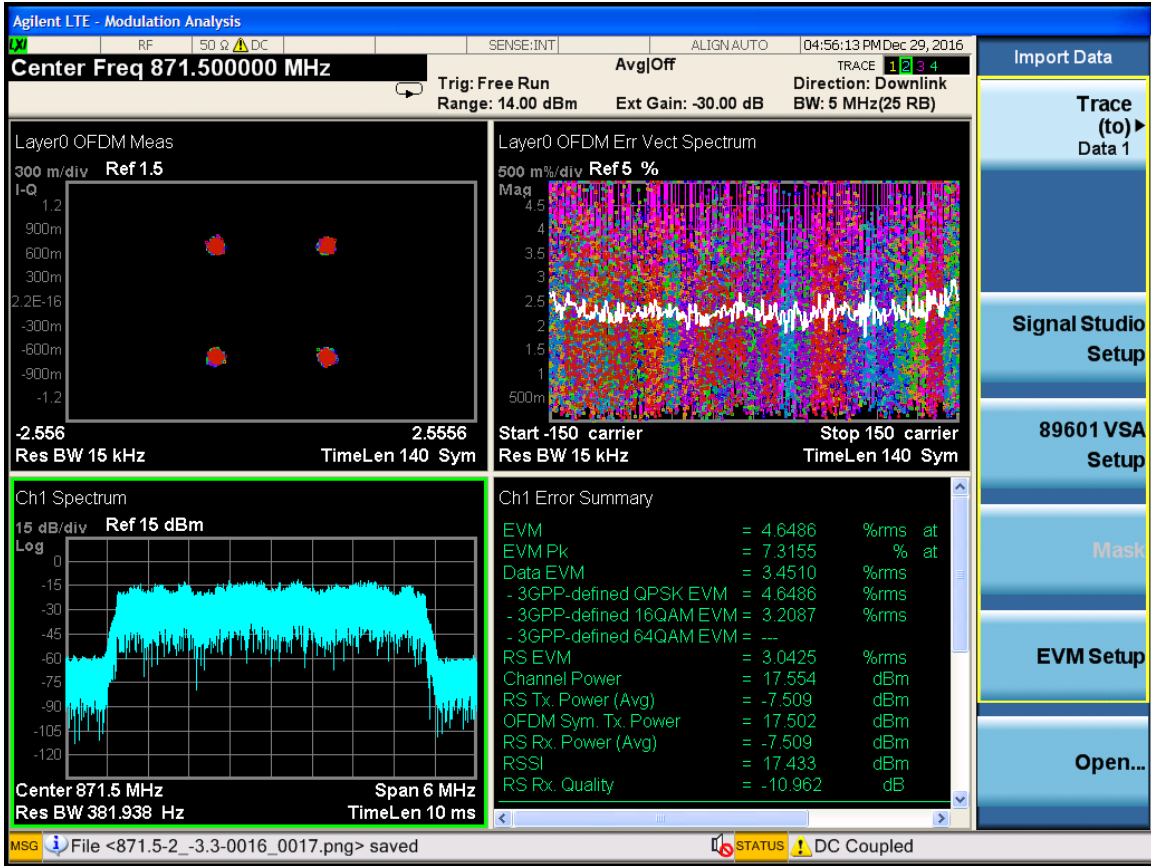 Agilent LTE - Modulation Analysis
LXI RF 50 Ω DC SENSE:INT ALIGN AUTO 04:56:13 PM Dec 29, 2016
Center Freq 871.500000 MHz
Avg|Off TRACE 1 2 3 4
Trig: Free Run Direction: Downlink
Range: 14.00 dBm Ext Gain: -30.00 dB BW: 5 MHz(25 RB)
Layer0 OFDM Meas
300 m/div Ref 1.5
I-Q
1.2
900m
600m
300m
2.2E-16
-300m
-600m
-900m
-1.2
-2.556 2.5556
Res BW 15 kHz TimeLen 140 Sym
Layer0 OFDM Err Vect Spectrum
500 m%/div Ref 5 %
Mag
4.5
4
3.5
3
2.5
2
1.5
1
500m
Start -150 carrier Stop 150 carrier
Res BW 15 kHz TimeLen 140 Sym
Ch1 Spectrum
15 dB/div Ref 15 dBm
Log
0
-15
-30
-45
-60
-75
-90
-105
-120
Center 871.5 MHz Span 6 MHz
Res BW 381.938 Hz TimeLen 10 ms
Ch1 Error Summary
EVM = 4.6486 %rms at
EVM Pk = 7.3155 % at
Data EVM = 3.4510 %rms
- 3GPP-defined QPSK EVM = 4.6486 %rms
- 3GPP-defined 16QAM EVM = 3.2087 %rms
- 3GPP-defined 64QAM EVM = ---
RS EVM = 3.0425 %rms
Channel Power = 17.554 dBm
RS Tx. Power (Avg) = -7.509 dBm
OFDM Sym. Tx. Power = 17.502 dBm
RS Rx. Power (Avg) = -7.509 dBm
RSSI = 17.433 dBm
RS Rx. Quality = -10.962 dB
Import Data
Trace
(to)
Data 1
Signal Studio
Setup
89601 VSA
Setup
Mask
EVM Setup
Open...
MSG File <871.5-2_-3.3-0016_0017.png> saved STATUS DC Coupled